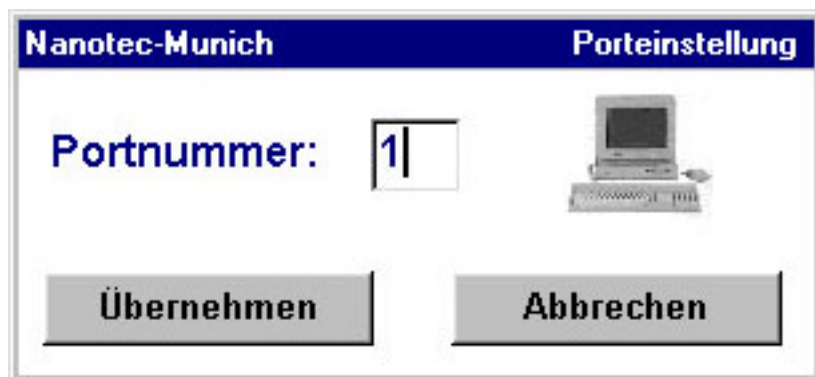 Nanotec-Munich Porteinstellung
Portnummer: 1
Übernehmen Abbrechen